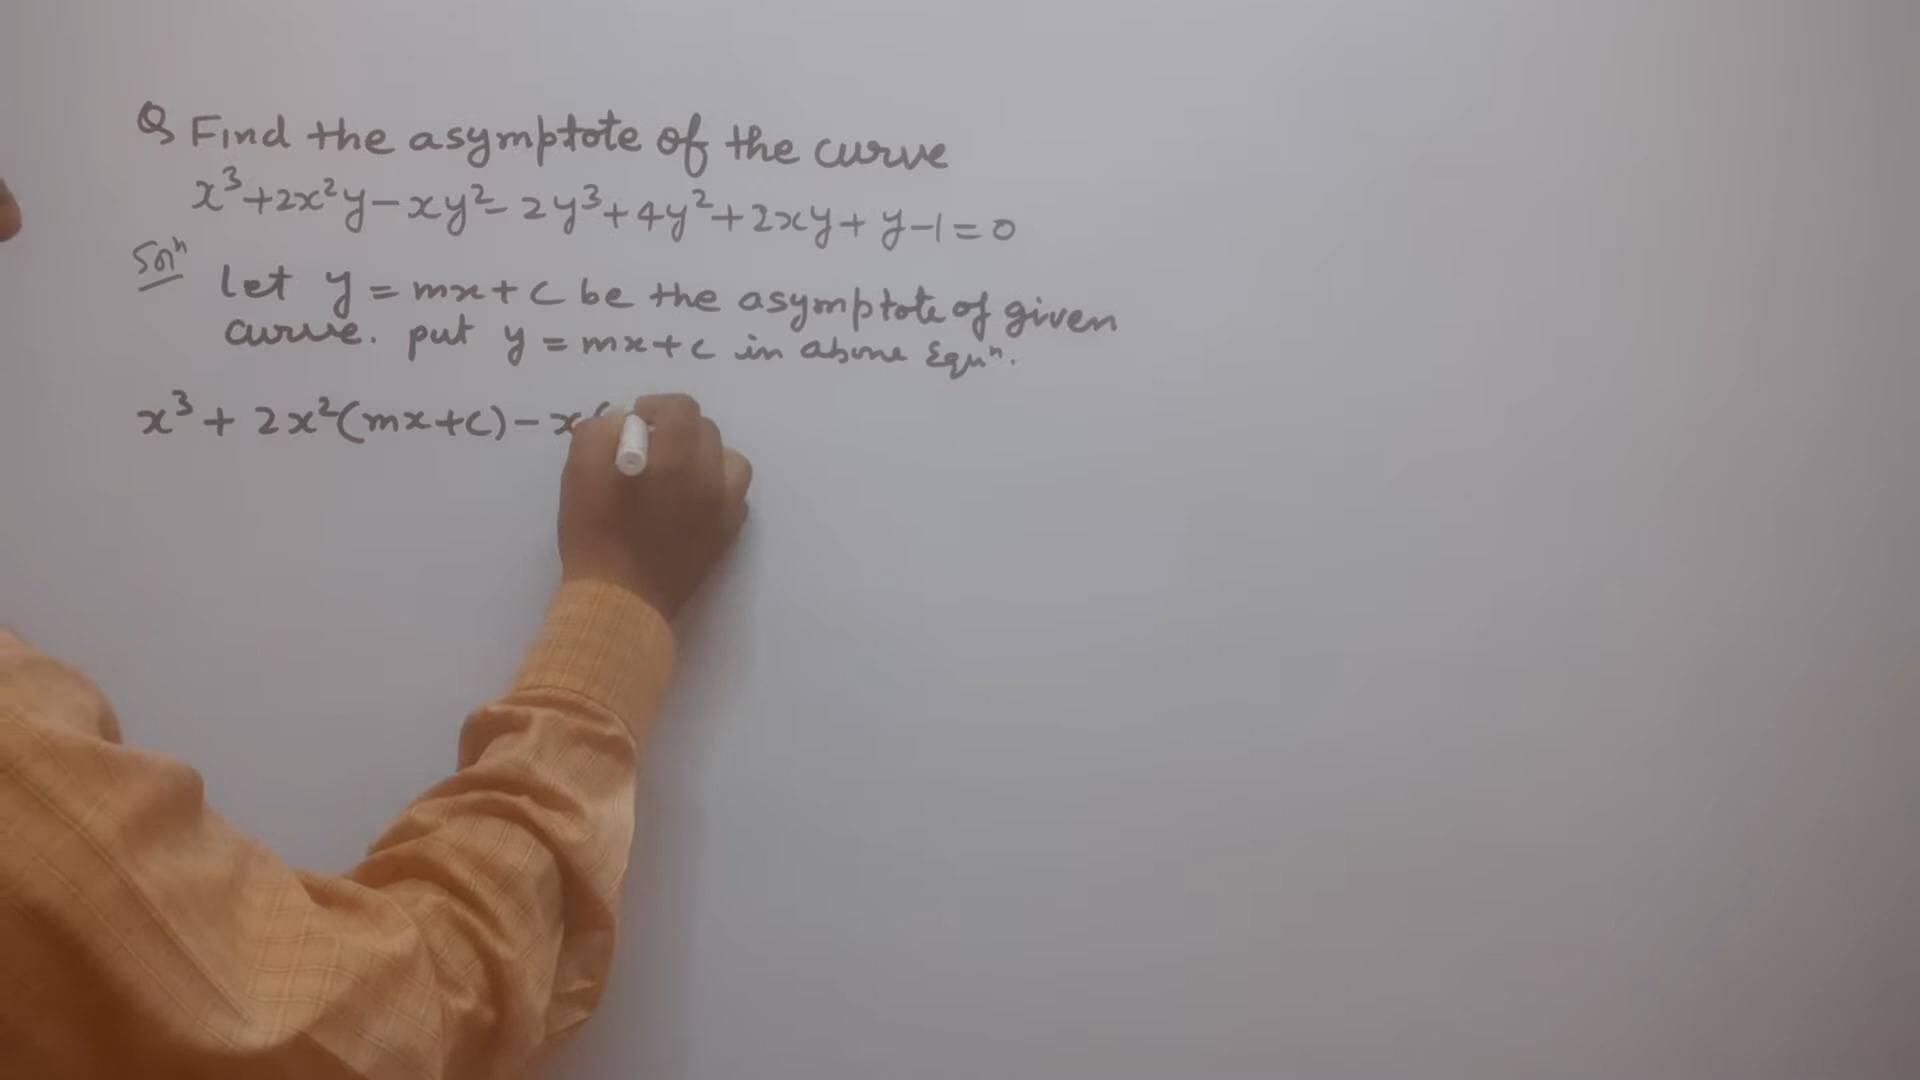 Q Find the asymptote of the curve
x³+2x²y-xy²-2y³+4y²+2xy+y-1=0
Solⁿ
Let y=mx+c be the asymptote of given
curve. put y=mx+c in above Equⁿ.
x³+2x²(mx+c)-x(